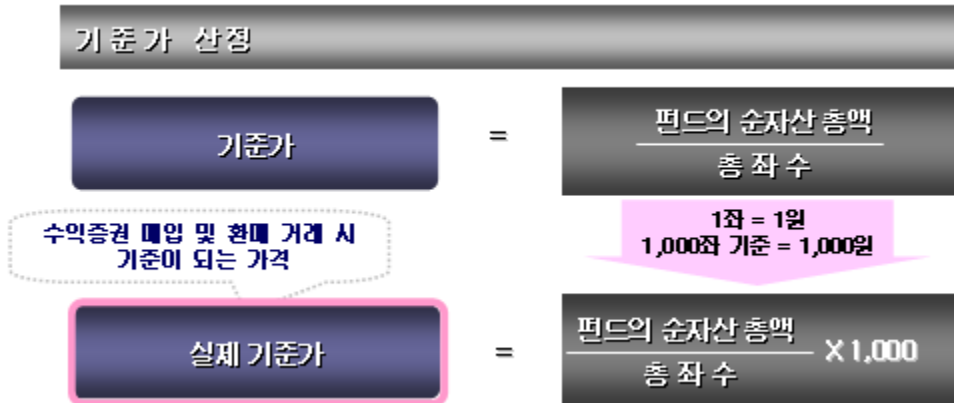 기준가 산정
기준가
=
펀드의 순자산 총액
총 좌 수
수익증권 매입 및 환매 거래 시
기준이 되는 가격
1좌 = 1원
1,000좌 기준 = 1,000원
실제 기준가
=
펀드의 순자산 총액
총 좌 수
X 1,000